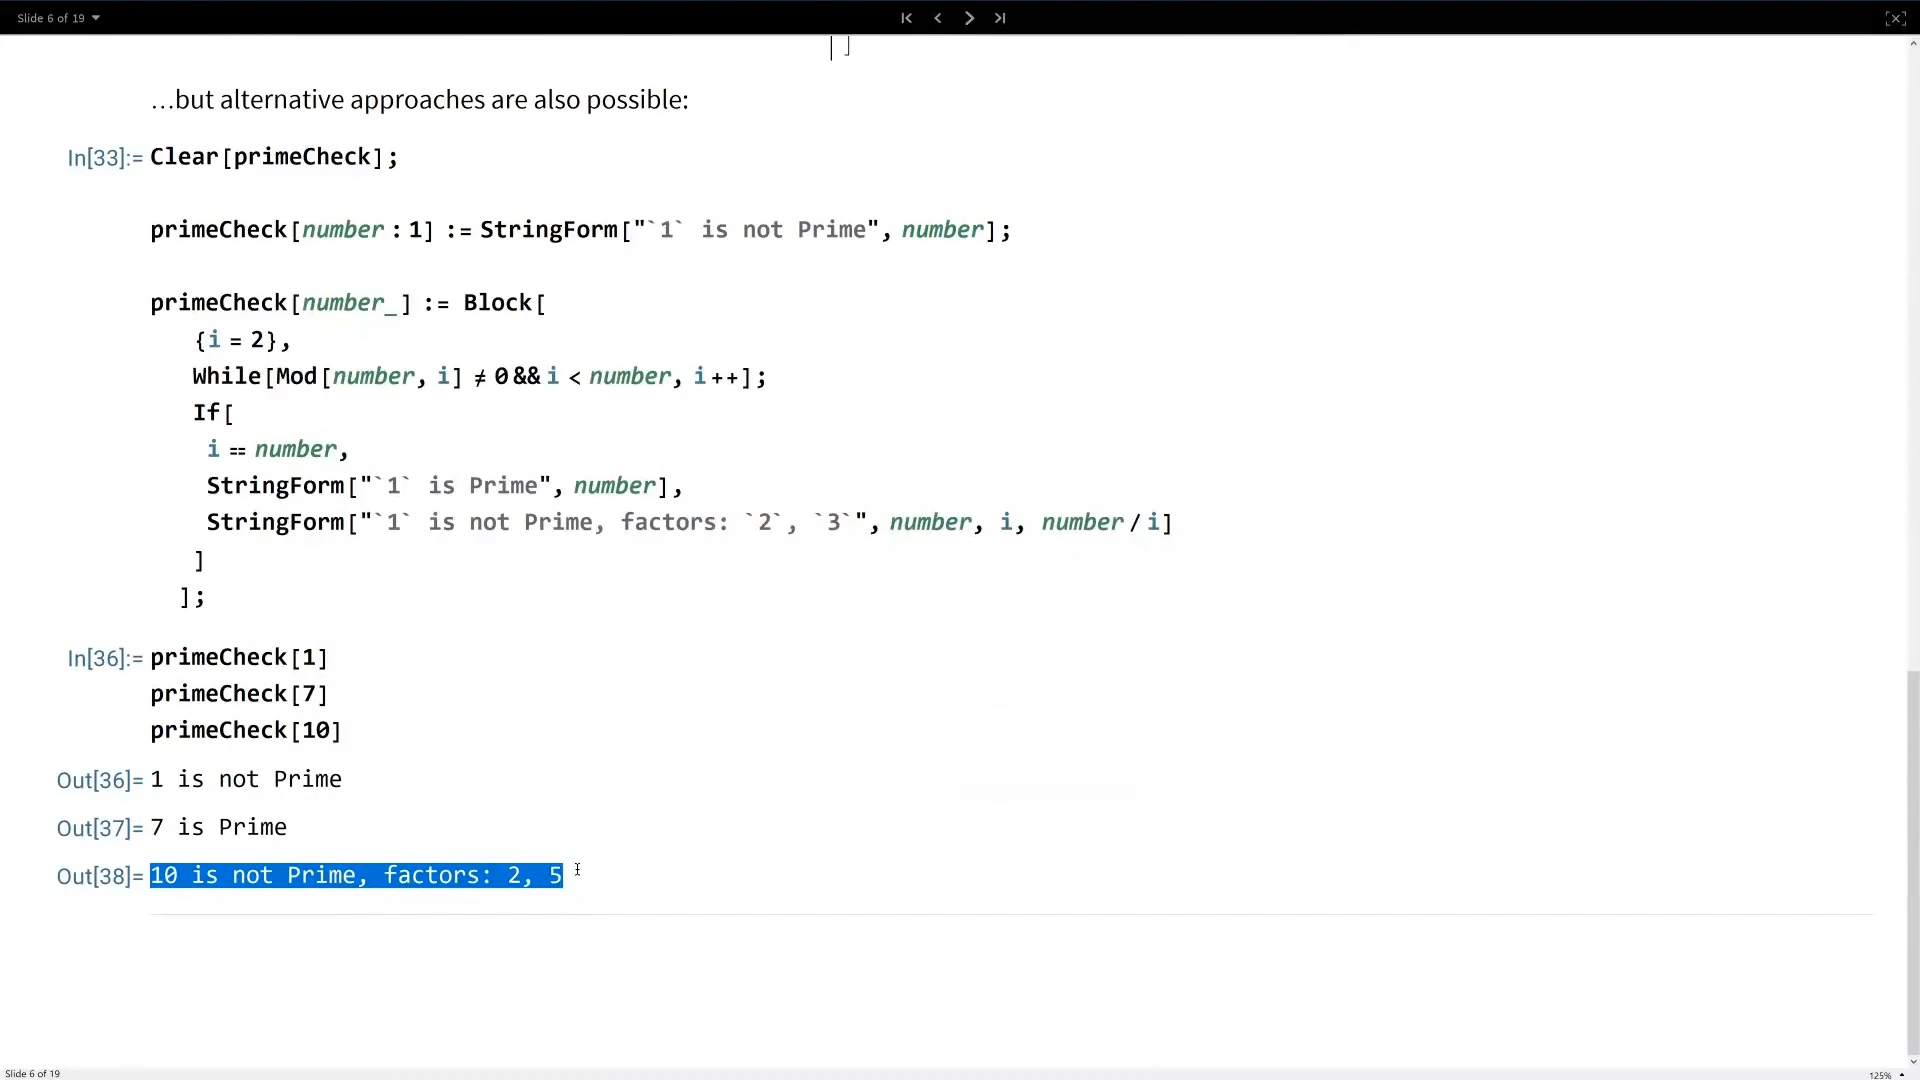 Slide 6 of 19
]
…but alternative approaches are also possible:
In[33]:= Clear[primeCheck];
primeCheck[number : 1] := StringForm["`1` is not Prime", number];
primeCheck[number_] := Block[
{i = 2},
While[Mod[number, i] ≠ 0 && i < number, i++];
If[
i == number,
StringForm["`1` is Prime", number],
StringForm["`1` is not Prime, factors: `2`, `3`", number, i, number / i]
]
];
In[36]:= primeCheck[1]
primeCheck[7]
primeCheck[10]
Out[36]= 1 is not Prime
Out[37]= 7 is Prime
Out[38]= 10 is not Prime, factors: 2, 5
Slide 6 of 19
125%